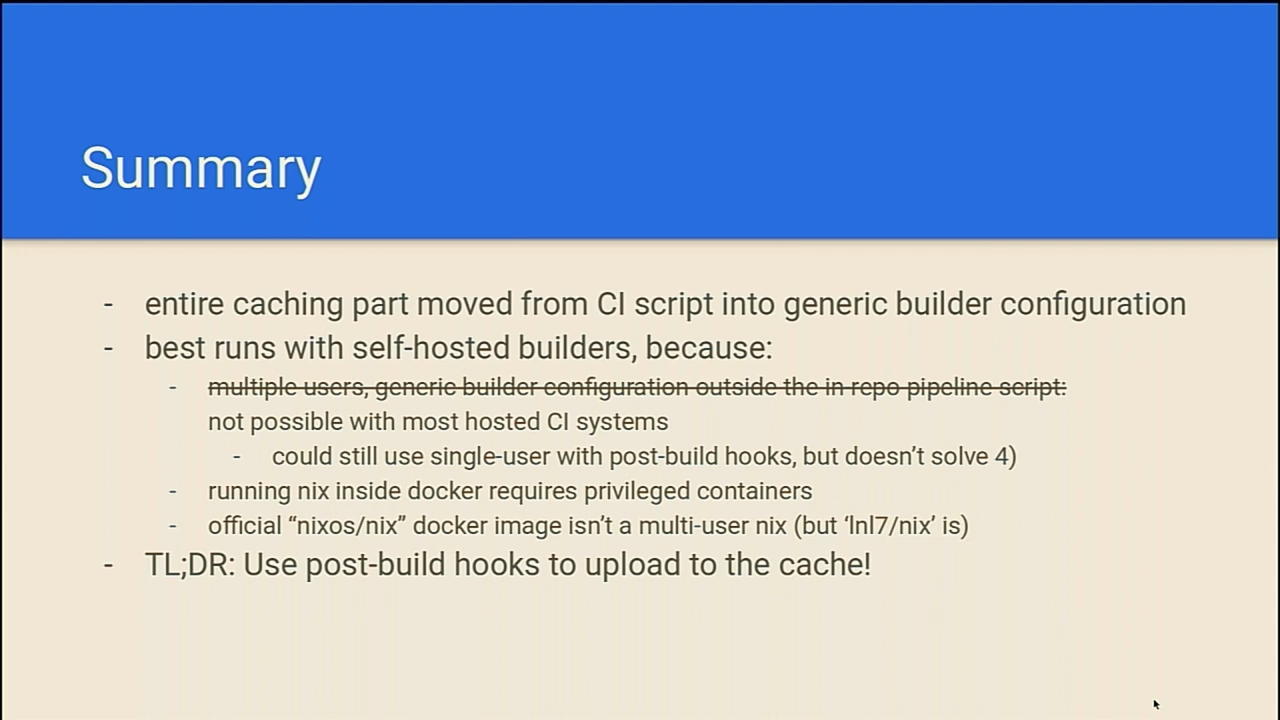 Summary
- entire caching part moved from CI script into generic builder configuration
- best runs with self-hosted builders, because:
- multiple users, generic builder configuration outside the in-repo pipeline script:
not possible with most hosted CI systems
- could still use single-user with post-build hooks, but doesn’t solve 4)
- running nix inside docker requires privileged containers
- official “nixos/nix” docker image isn’t a multi-user nix (but ‘lnl7/nix’ is)
- TL;DR: Use post-build hooks to upload to the cache!